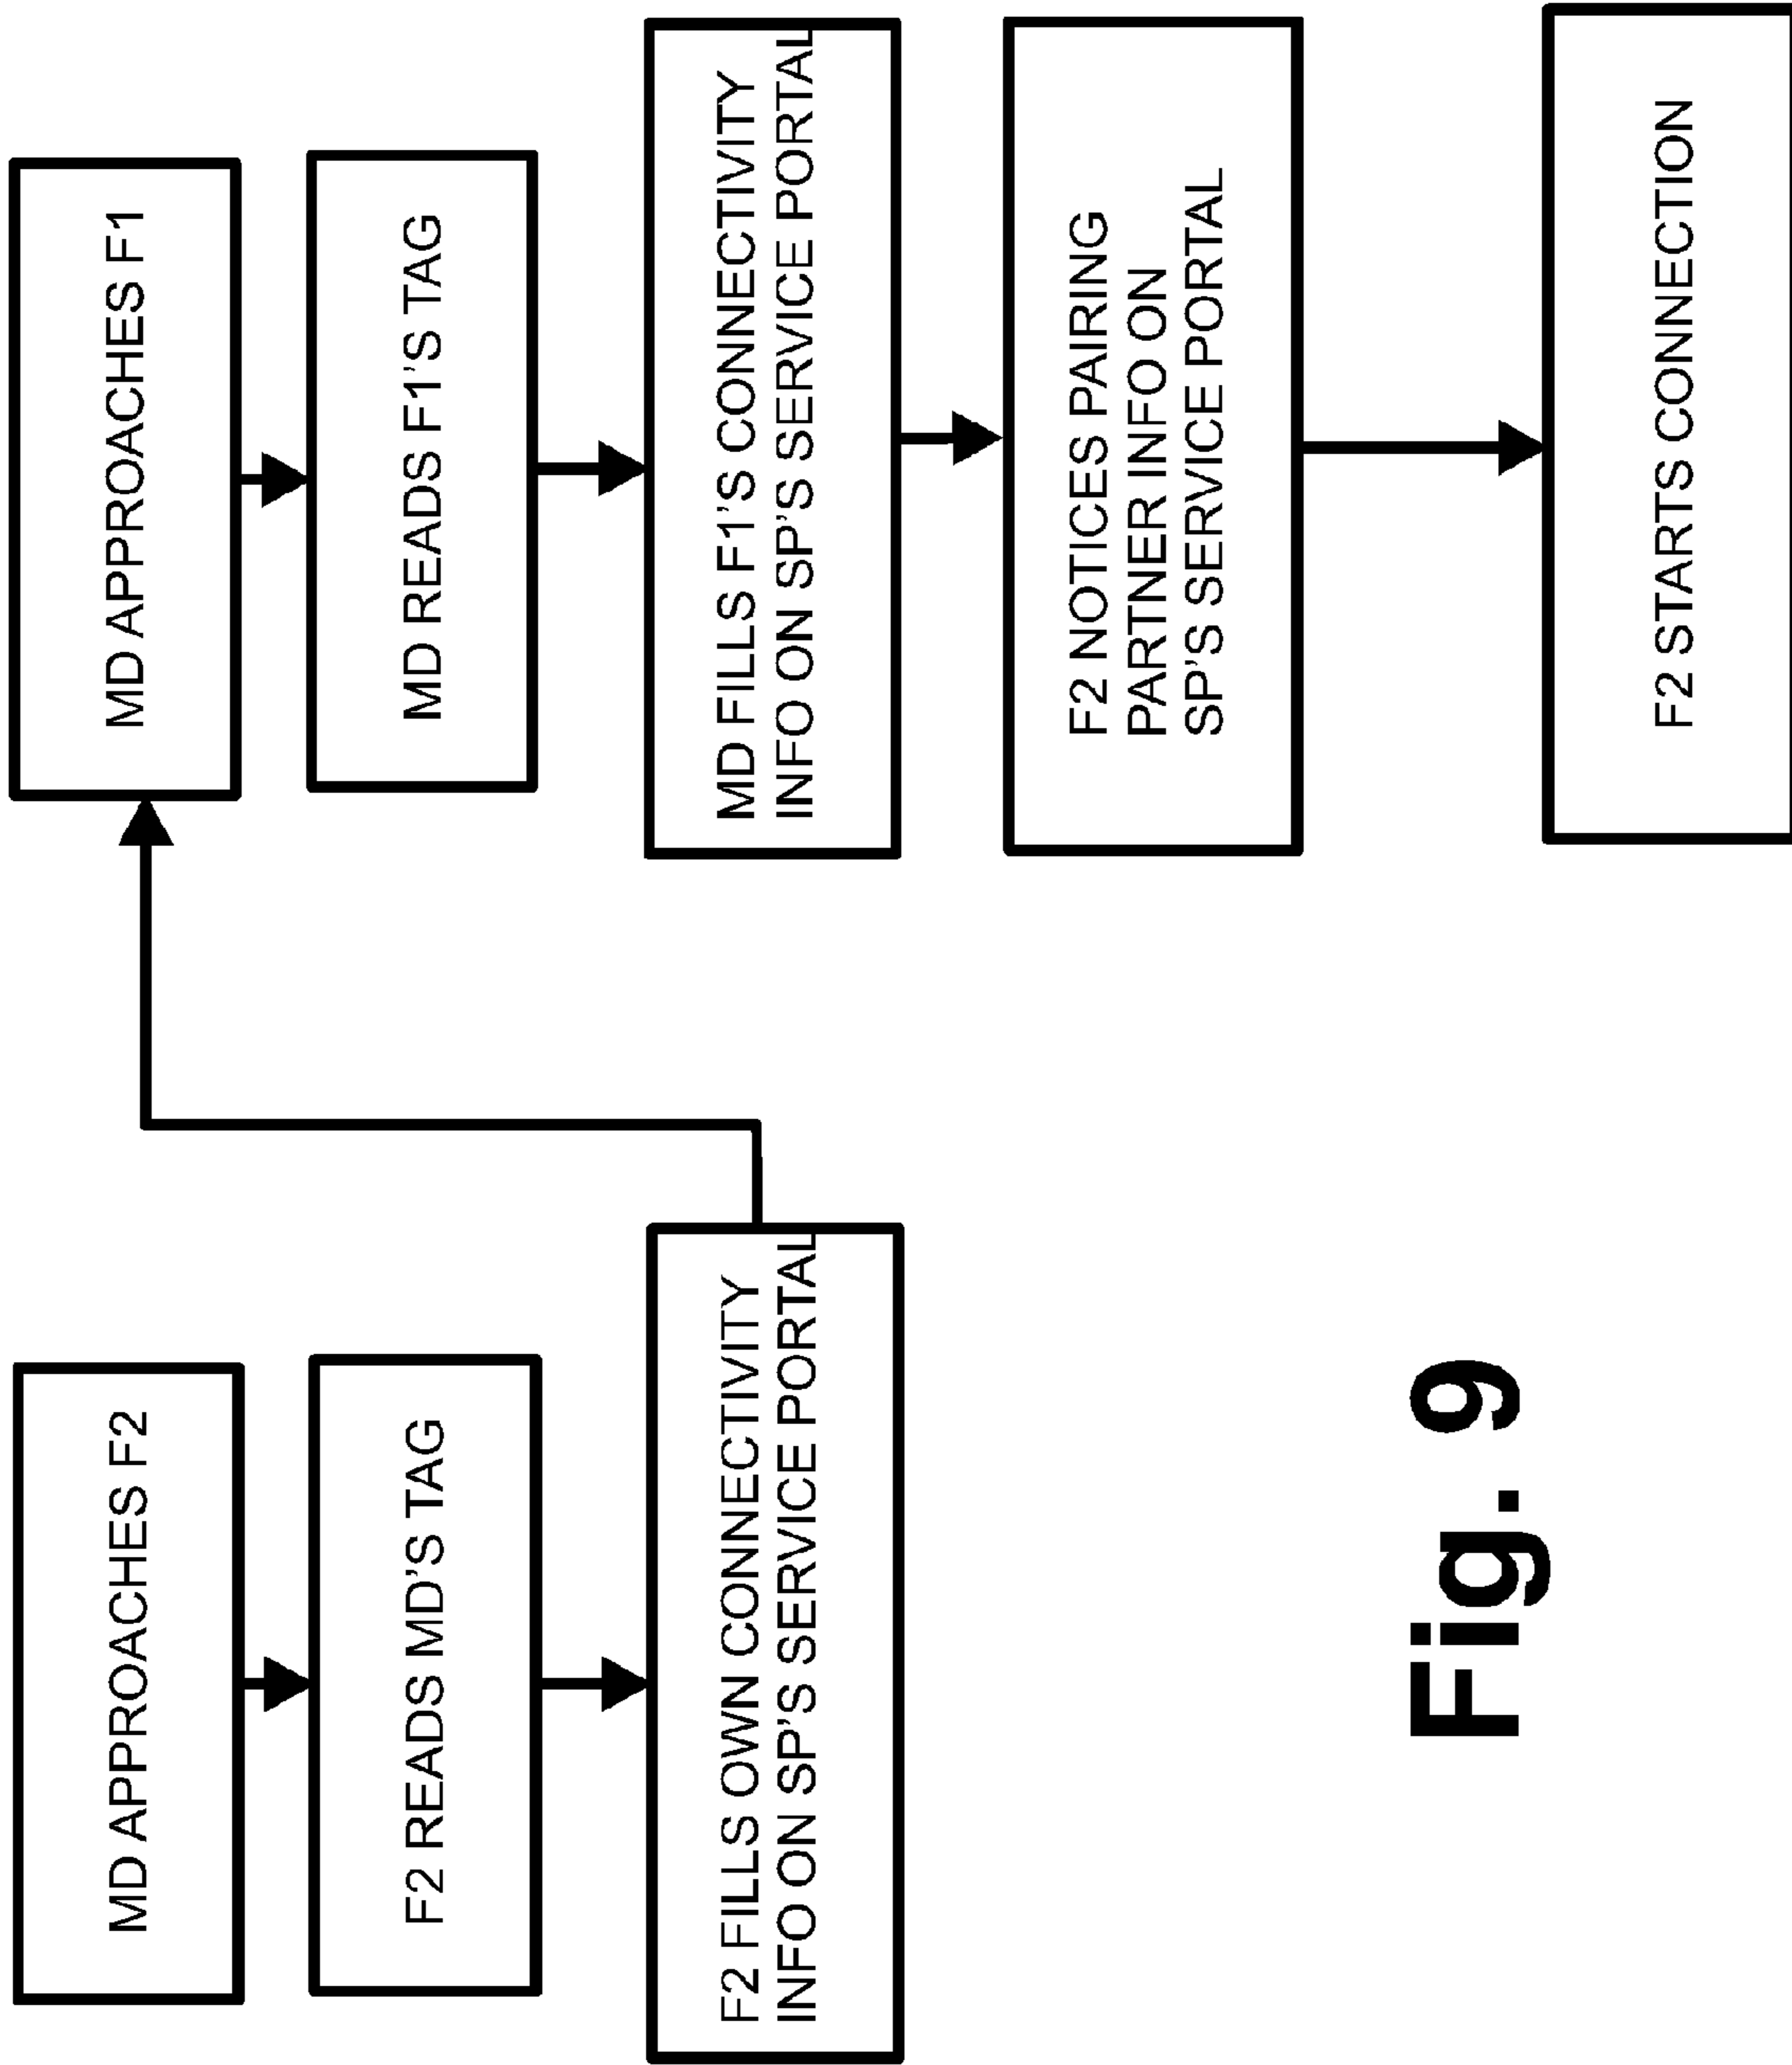 MD APPROACHES F2
F2 READS MD'S TAG
F2 FILLS OWN CONNECTIVITY
INFO ON SP'S SERVICE PORTAL
MD APPROACHES F1
MD READS F1'S TAG
MD FILLS F1'S CONNECTIVITY
INFO ON SP'S SERVICE PORTAL
F2 NOTICES PAIRING
PARTNER INFO ON
SP'S SERVICE PORTAL
F2 STARTS CONNECTION
Fig. 9